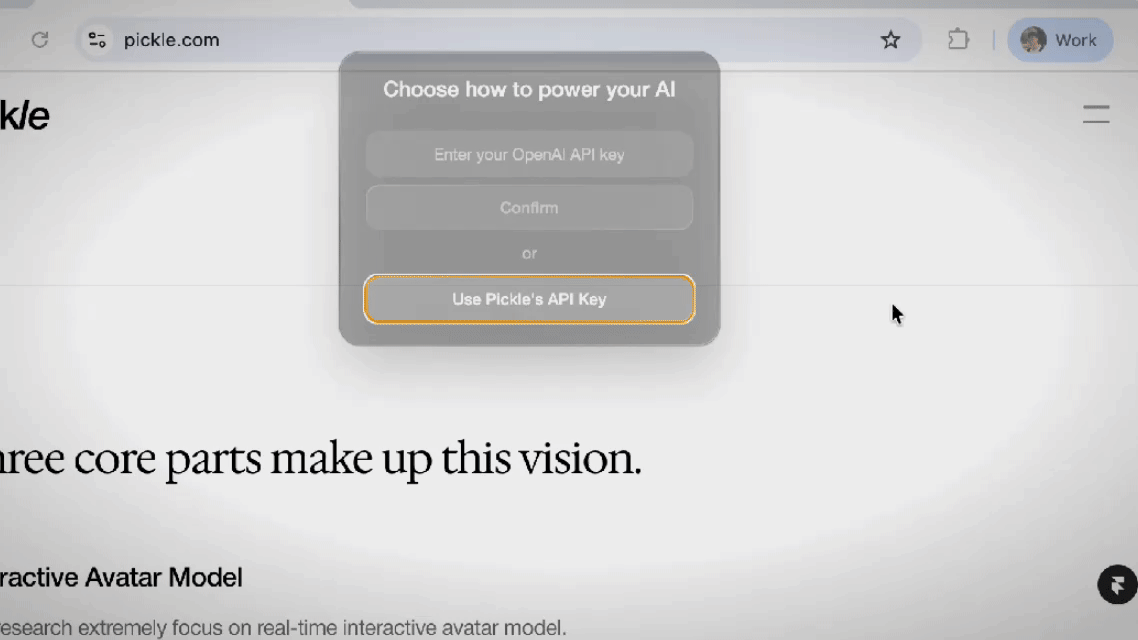 pickle.com
Work
Choose how to power your AI
kle
Enter your OpenAI API key
Confirm
or
Use Pickle's API Key
hree core parts make up this vision.
ractive Avatar Model
esearch extremely focus on real-time interactive avatar model.